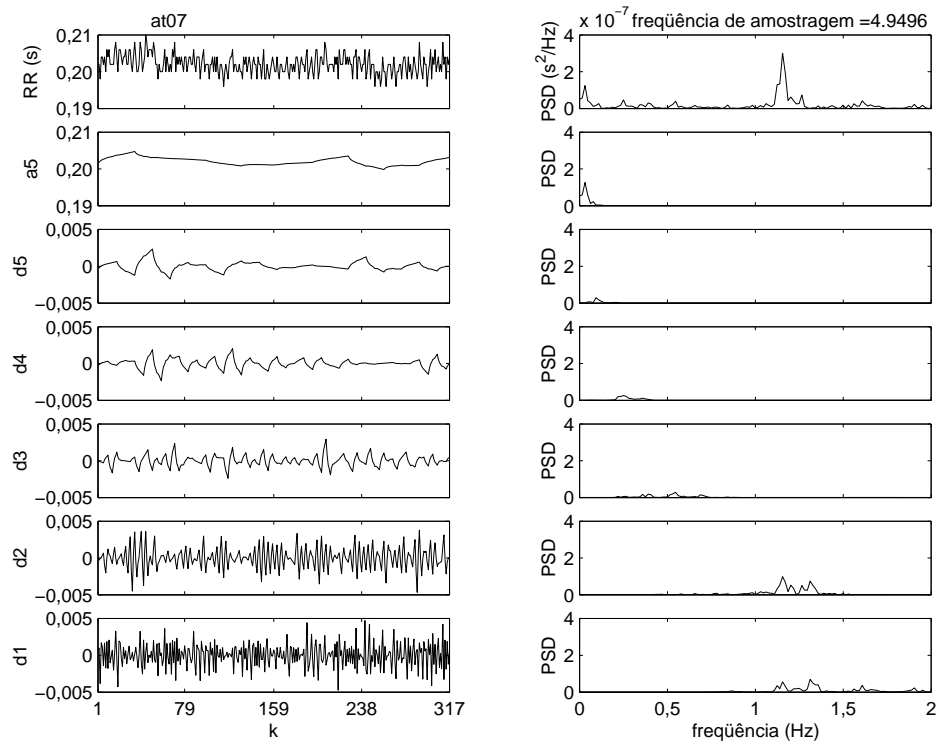 at07
x 10−7 freqüência de amostragem =4.9496
0,21
0,20
0,19
RR (s)
4
2
0
PSD (s2/Hz)
0,21
0,20
0,19
a5
4
2
0
PSD
0,005
0
−0,005
d5
4
2
0
PSD
0,005
0
−0,005
d4
4
2
0
PSD
0,005
0
−0,005
d3
4
2
0
PSD
0,005
0
−0,005
d2
4
2
0
PSD
0,005
0
−0,005
d1
1 79 159 238 317
k
4
2
0
PSD
0 0,5 1 1,5 2
freqüência (Hz)